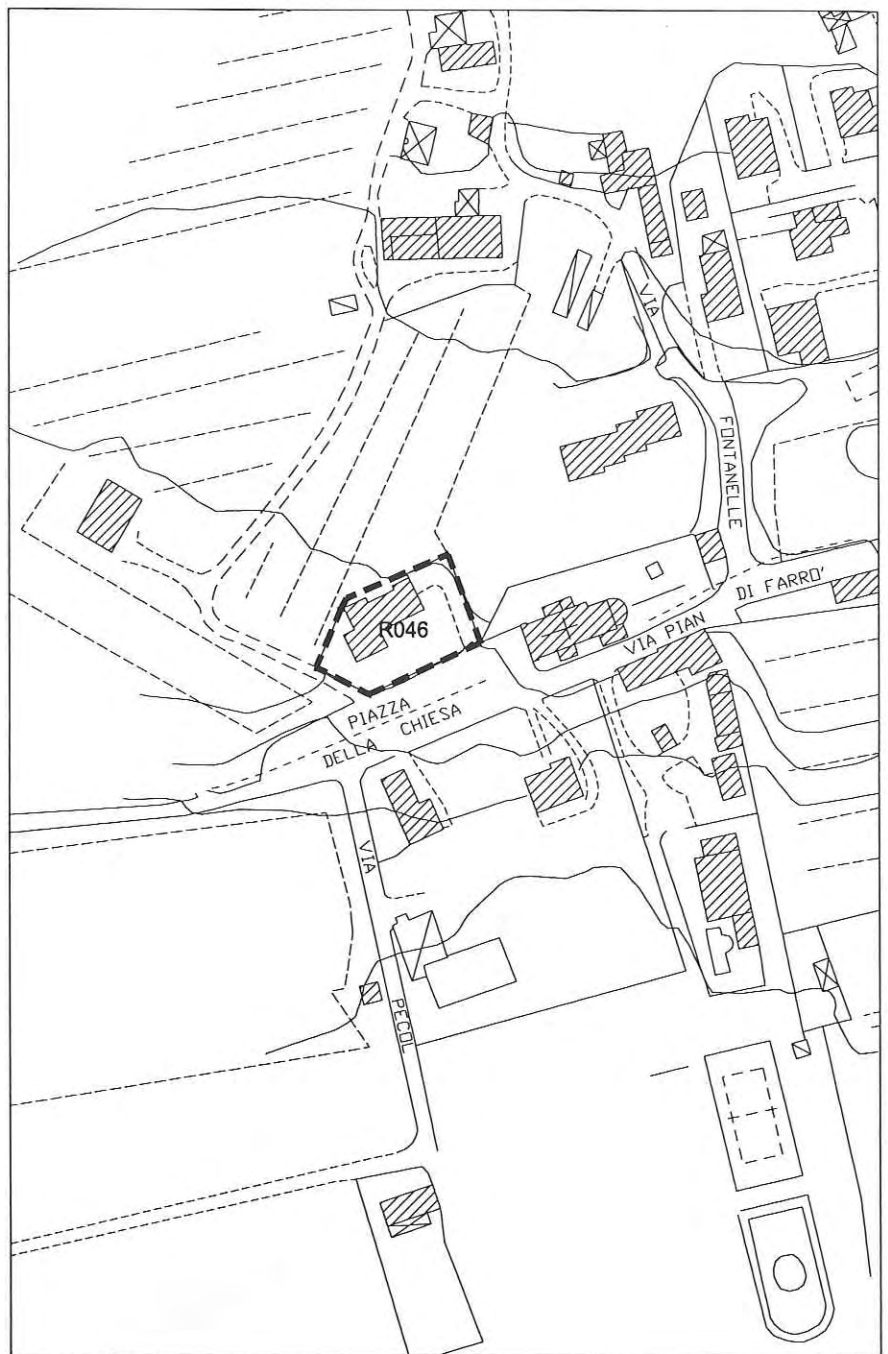 VIA
FONTANELLE
R046
VIA PIAN
DI FARRO'
PIAZZA
DELLA CHIESA
VIA
PECOL